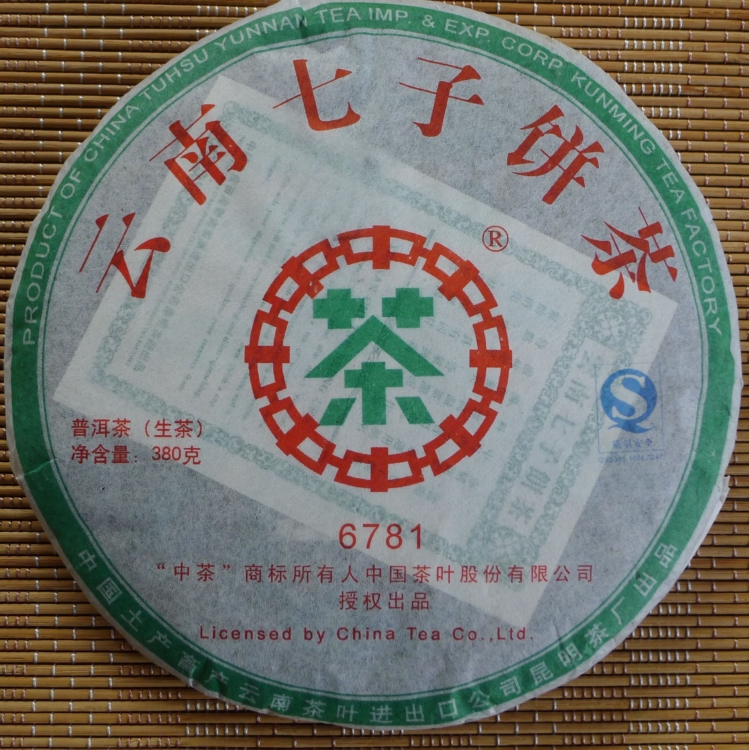 PRODUCT OF CHINA TUHSU YUNNAN TEA IMP. & EXP. CORP. KUNMING TEA FACTORY
云南七子饼茶
®
茶
普洱茶（生茶）
净含量：380克
6781
“中茶”商标所有人中国茶叶股份有限公司
授权出品
Licensed by China Tea Co.,Ltd.
中国土产畜产云南茶叶进出口公司昆明茶厂出品